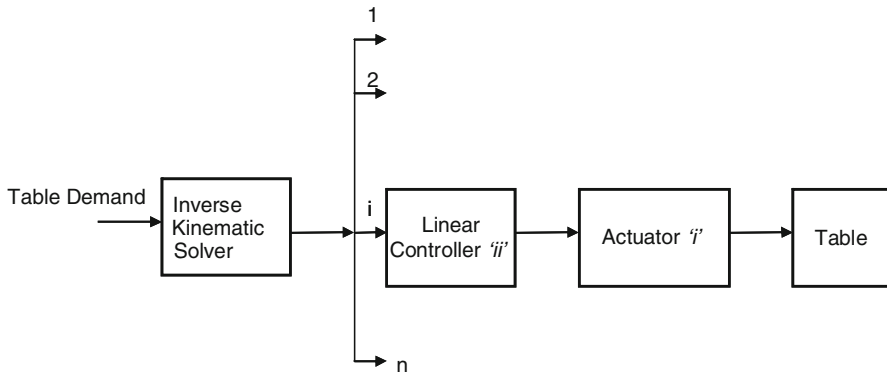 1
2
Table Demand
Inverse
Kinematic
Solver
i
Linear
Controller 'ii'
Actuator 'i'
Table
n